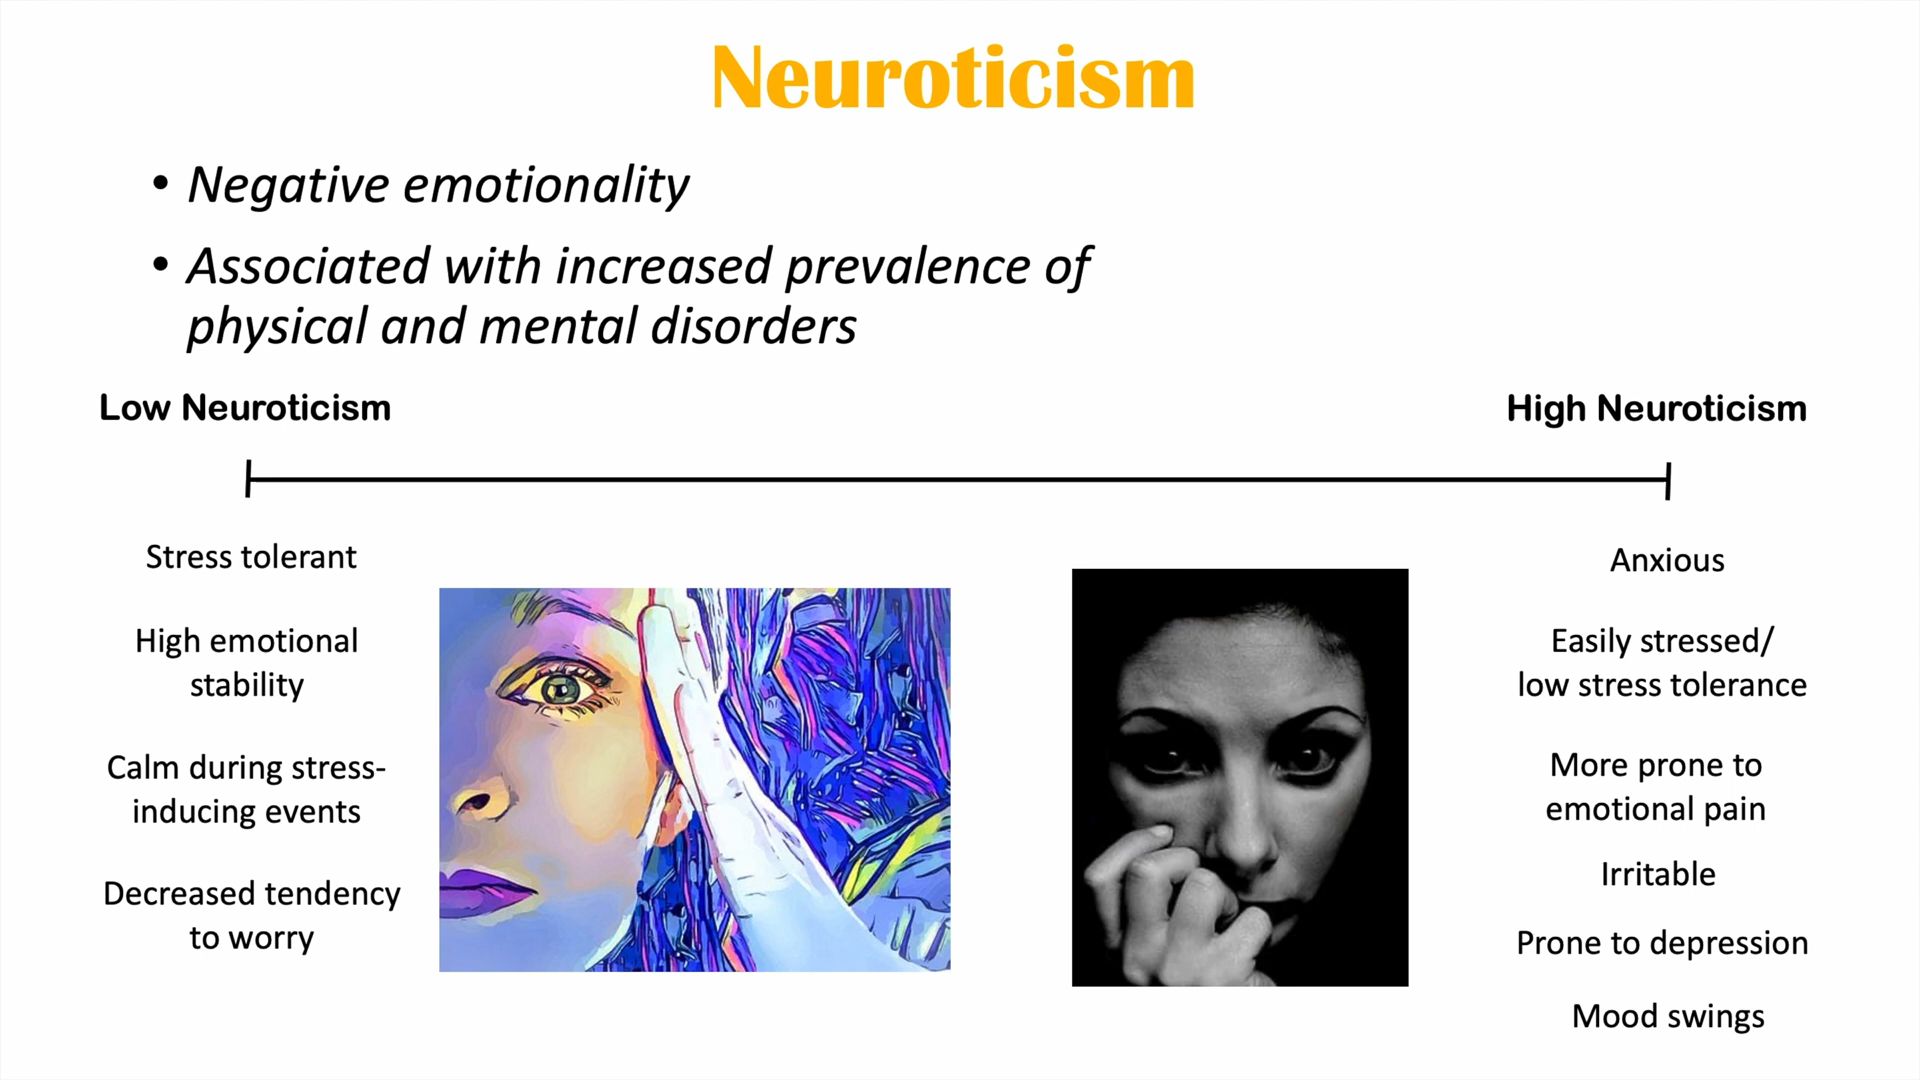 Neuroticism
• Negative emotionality
• Associated with increased prevalence of
physical and mental disorders
Low Neuroticism
High Neuroticism
Stress tolerant
High emotional
stability
Calm during stress-
inducing events
Decreased tendency
to worry
Anxious
Easily stressed/
low stress tolerance
More prone to
emotional pain
Irritable
Prone to depression
Mood swings